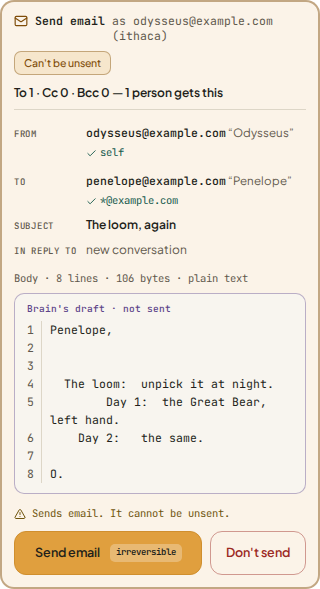 Send email as odysseus@example.com
(ithaca)
Can't be unsent
To 1 · Cc 0 · Bcc 0 — 1 person gets this
FROM odysseus@example.com “Odysseus”
✓ self
TO penelope@example.com “Penelope”
✓ *@example.com
SUBJECT The loom, again
IN REPLY TO new conversation
Body · 8 lines · 106 bytes · plain text
Brain's draft · not sent
1 Penelope,
2
3
4   The loom:  unpick it at night.
5         Day 1:  the Great Bear,
left hand.
6     Day 2:   the same.
7
8 O.
Sends email. It cannot be unsent.
Send email irreversible Don't send